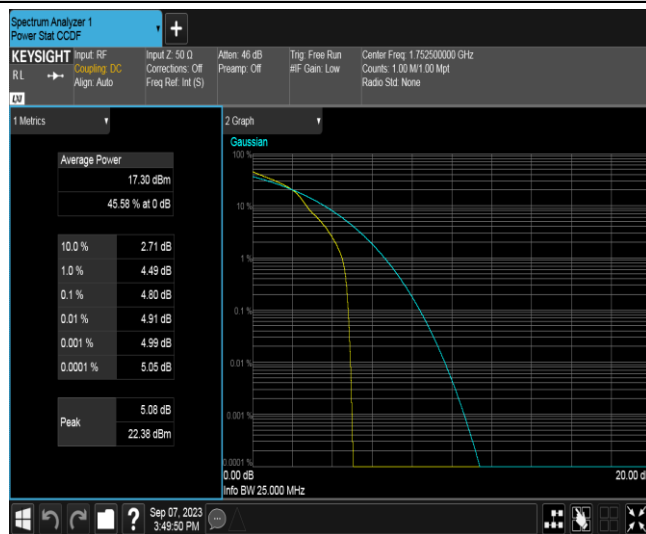 Spectrum Analyzer 1
Power Stat CCDF
KEYSIGHT
RL
Input: RF
Coupling: DC
Align: Auto
Input Z: 50 Ω
Corrections: Off
Freq Ref: Int (S)
Atten: 46 dB
Preamp: Off
Trig: Free Run
#IF Gain: Low
Center Freq: 1.752500000 GHz
Counts: 1.00 M/1.00 Mpt
Radio Std: None
LXI
1 Metrics
Average Power
17.30 dBm
45.58 % at 0 dB
10.0 % 2.71 dB
1.0 % 4.49 dB
0.1 % 4.80 dB
0.01 % 4.91 dB
0.001 % 4.99 dB
0.0001 % 5.05 dB
Peak
5.08 dB
22.38 dBm
2 Graph
Gaussian
100 %
10 %
1 %
0.1 %
0.01 %
0.001 %
0.0001 %
0.00 dB
20.00 d
Info BW 25.000 MHz
?
Sep 07, 2023
3:49:50 PM